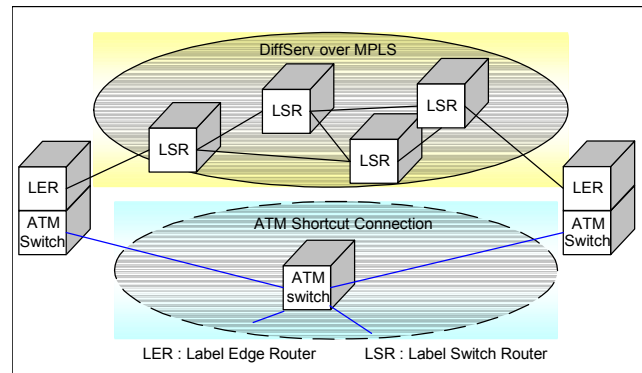 DiffServ over MPLS
LSR
LSR
LSR
LSR
LER
ATM
Switch
LER
ATM
Switch
ATM Shortcut Connection
ATM
switch
LER : Label Edge Router
LSR : Label Switch Router